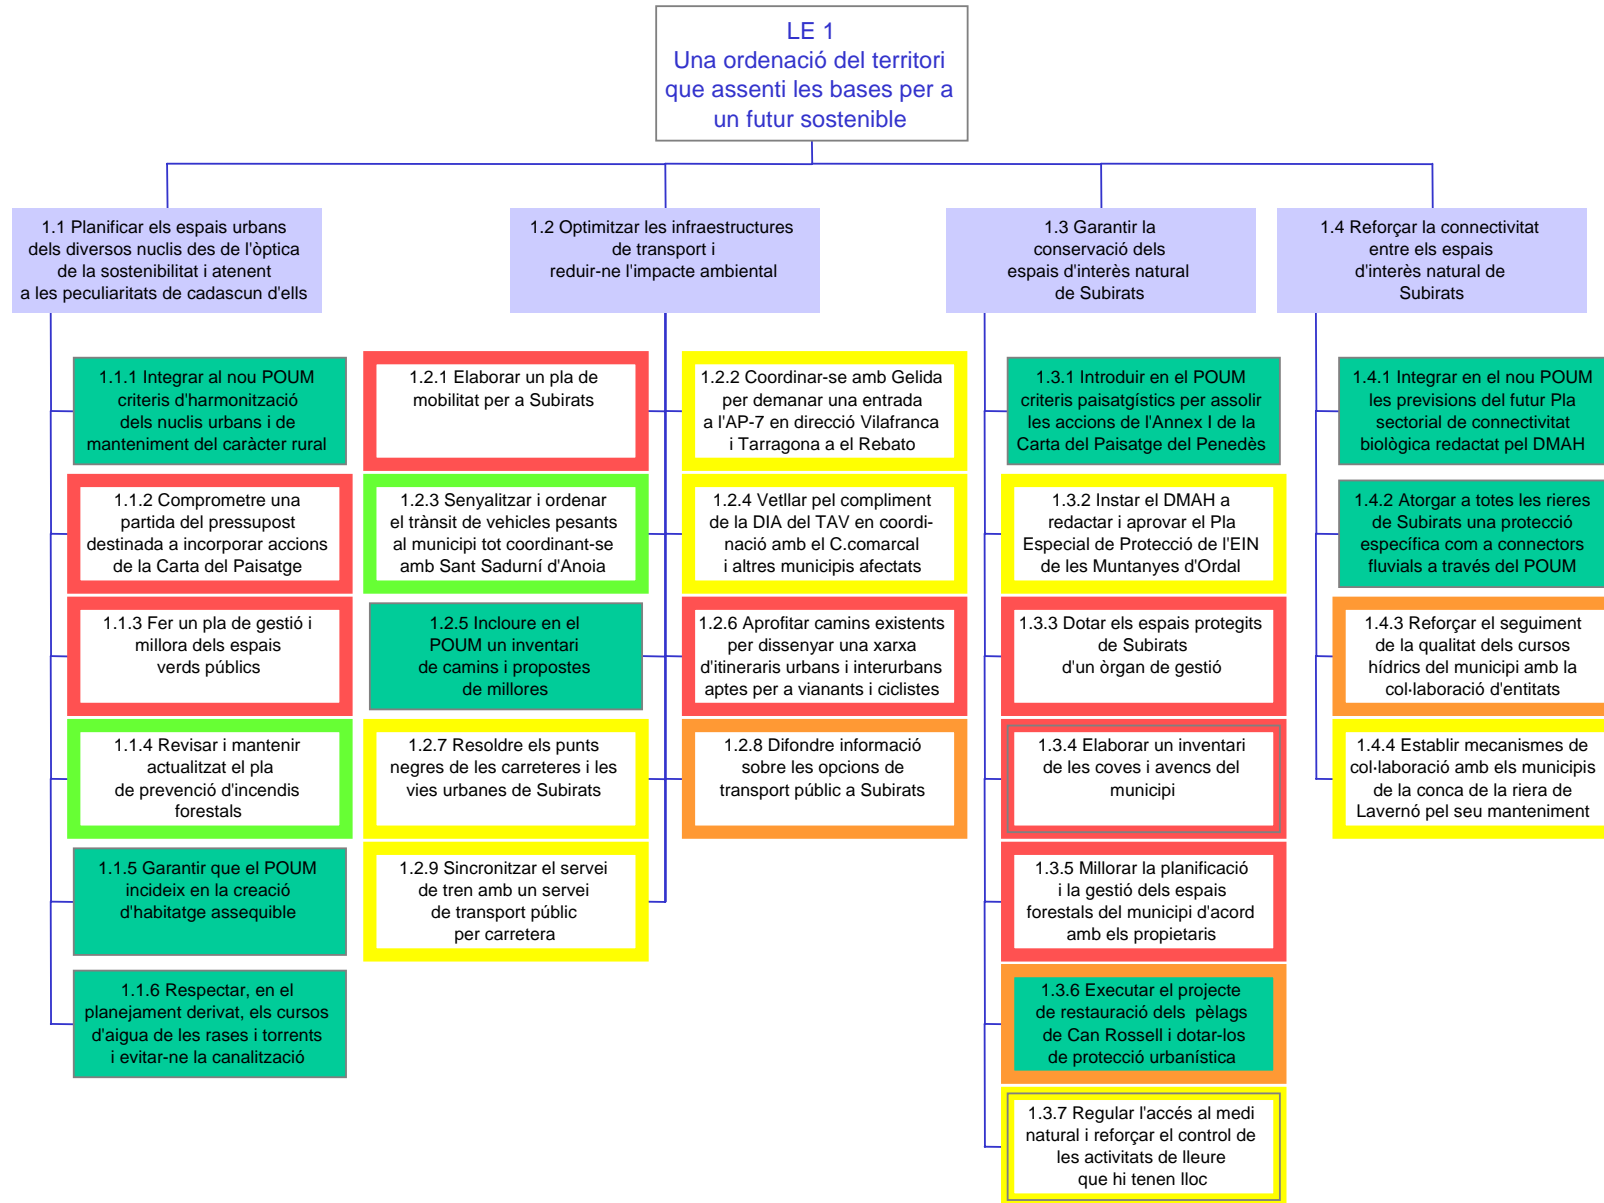 LE 1
Una ordenació del territori
que assenti les bases per a
un futur sostenible
1.1 Planificar els espais urbans
dels diversos nuclis des de l'òptica
de la sostenibilitat i atenent
a les peculiaritats de cadascun d'ells
1.2 Optimitzar les infraestructures
de transport i
reduir-ne l'impacte ambiental
1.3 Garantir la
conservació dels
espais d'interès natural
de Subirats
1.4 Reforçar la connectivitat
entre els espais
d'interès natural de
Subirats
1.1.1 Integrar al nou POUM
criteris d'harmonització
dels nuclis urbans i de
manteniment del caràcter rural
1.1.2 Comprometre una
partida del pressupost
destinada a incorporar accions
de la Carta del Paisatge
1.1.3 Fer un pla de gestió i
millora dels espais
verds públics
1.1.4 Revisar i mantenir
actualitzat el pla
de prevenció d'incendis
forestals
1.1.5 Garantir que el POUM
incideix en la creació
d'habitatge assequible
1.1.6 Respectar, en el
planejament derivat, els cursos
d'aigua de les rases i torrents
i evitar-ne la canalització
1.2.1 Elaborar un pla de
mobilitat per a Subirats
1.2.2 Coordinar-se amb Gelida
per demanar una entrada
a l'AP-7 en direcció Vilafranca
i Tarragona a el Rebato
1.2.3 Senyalitzar i ordenar
el trànsit de vehicles pesants
al municipi tot coordinant-se
amb Sant Sadurní d'Anoia
1.2.4 Vetllar pel compliment
de la DIA del TAV en coordi-
nació amb el C.comarcal
i altres municipis afectats
1.2.5 Incloure en el
POUM un inventari
de camins i propostes
de millores
1.2.6 Aprofitar camins existents
per dissenyar una xarxa
d'itineraris urbans i interurbans
aptes per a vianants i ciclistes
1.2.7 Resoldre els punts
negres de les carreteres i les
vies urbanes de Subirats
1.2.8 Difondre informació
sobre les opcions de
transport públic a Subirats
1.2.9 Sincronitzar el servei
de tren amb un servei
de transport públic
per carretera
1.3.1 Introduir en el POUM
criteris paisatgístics per assolir
les accions de l'Annex I de la
Carta del Paisatge del Penedès
1.3.2 Instar el DMAH a
redactar i aprovar el Pla
Especial de Protecció de l'EIN
de les Muntanyes d'Ordal
1.3.3 Dotar els espais protegits
de Subirats
d'un òrgan de gestió
1.3.4 Elaborar un inventari
de les coves i avencs del
municipi
1.3.5 Millorar la planificació
i la gestió dels espais
forestals del municipi d'acord
amb els propietaris
1.3.6 Executar el projecte
de restauració dels  pèlags
de Can Rossell i dotar-los
de protecció urbanística
1.3.7 Regular l'accés al medi
natural i reforçar el control de
les activitats de lleure
que hi tenen lloc
1.4.1 Integrar en el nou POUM
les previsions del futur Pla
sectorial de connectivitat
biològica redactat pel DMAH
1.4.2 Atorgar a totes les rieres
de Subirats una protecció
específica com a connectors
fluvials a través del POUM
1.4.3 Reforçar el seguiment
de la qualitat dels cursos
hídrics del municipi amb la
col·laboració d'entitats
1.4.4 Establir mecanismes de
col·laboració amb els municipis
de la conca de la riera de
Lavernó pel seu manteniment